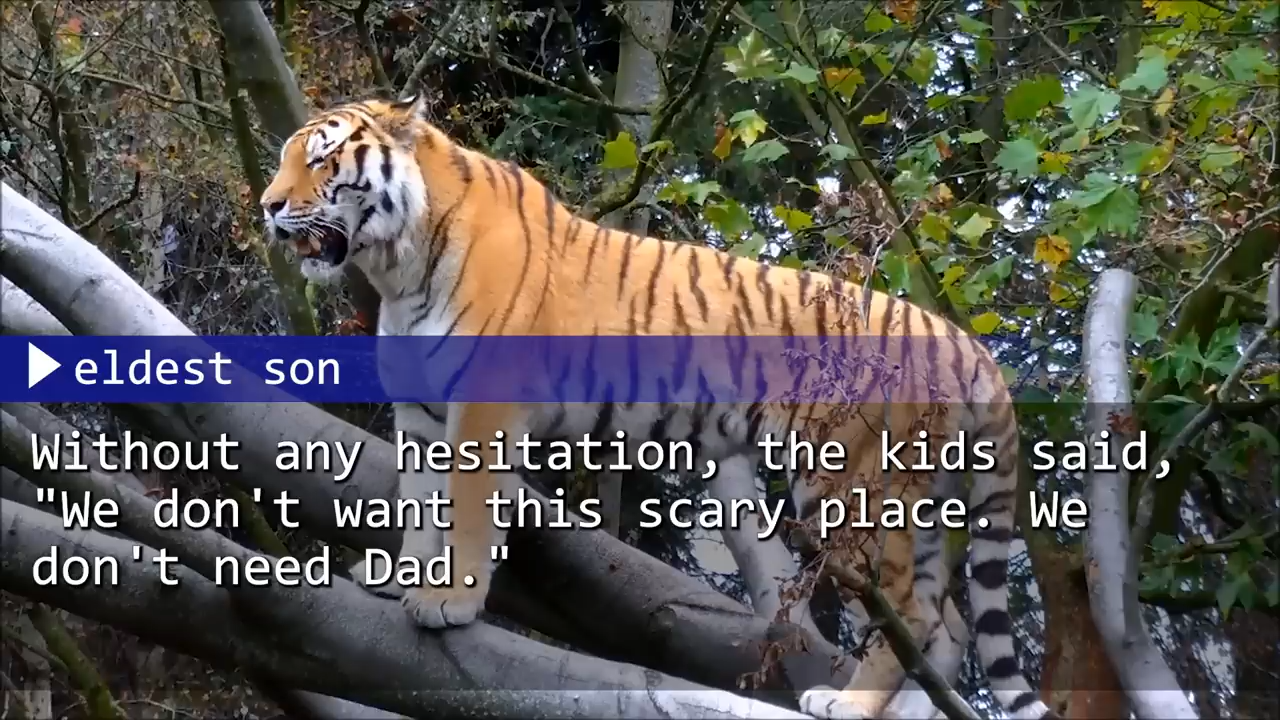 eldest son
Without any hesitation, the kids said,
"We don't want this scary place. We
don't need Dad."